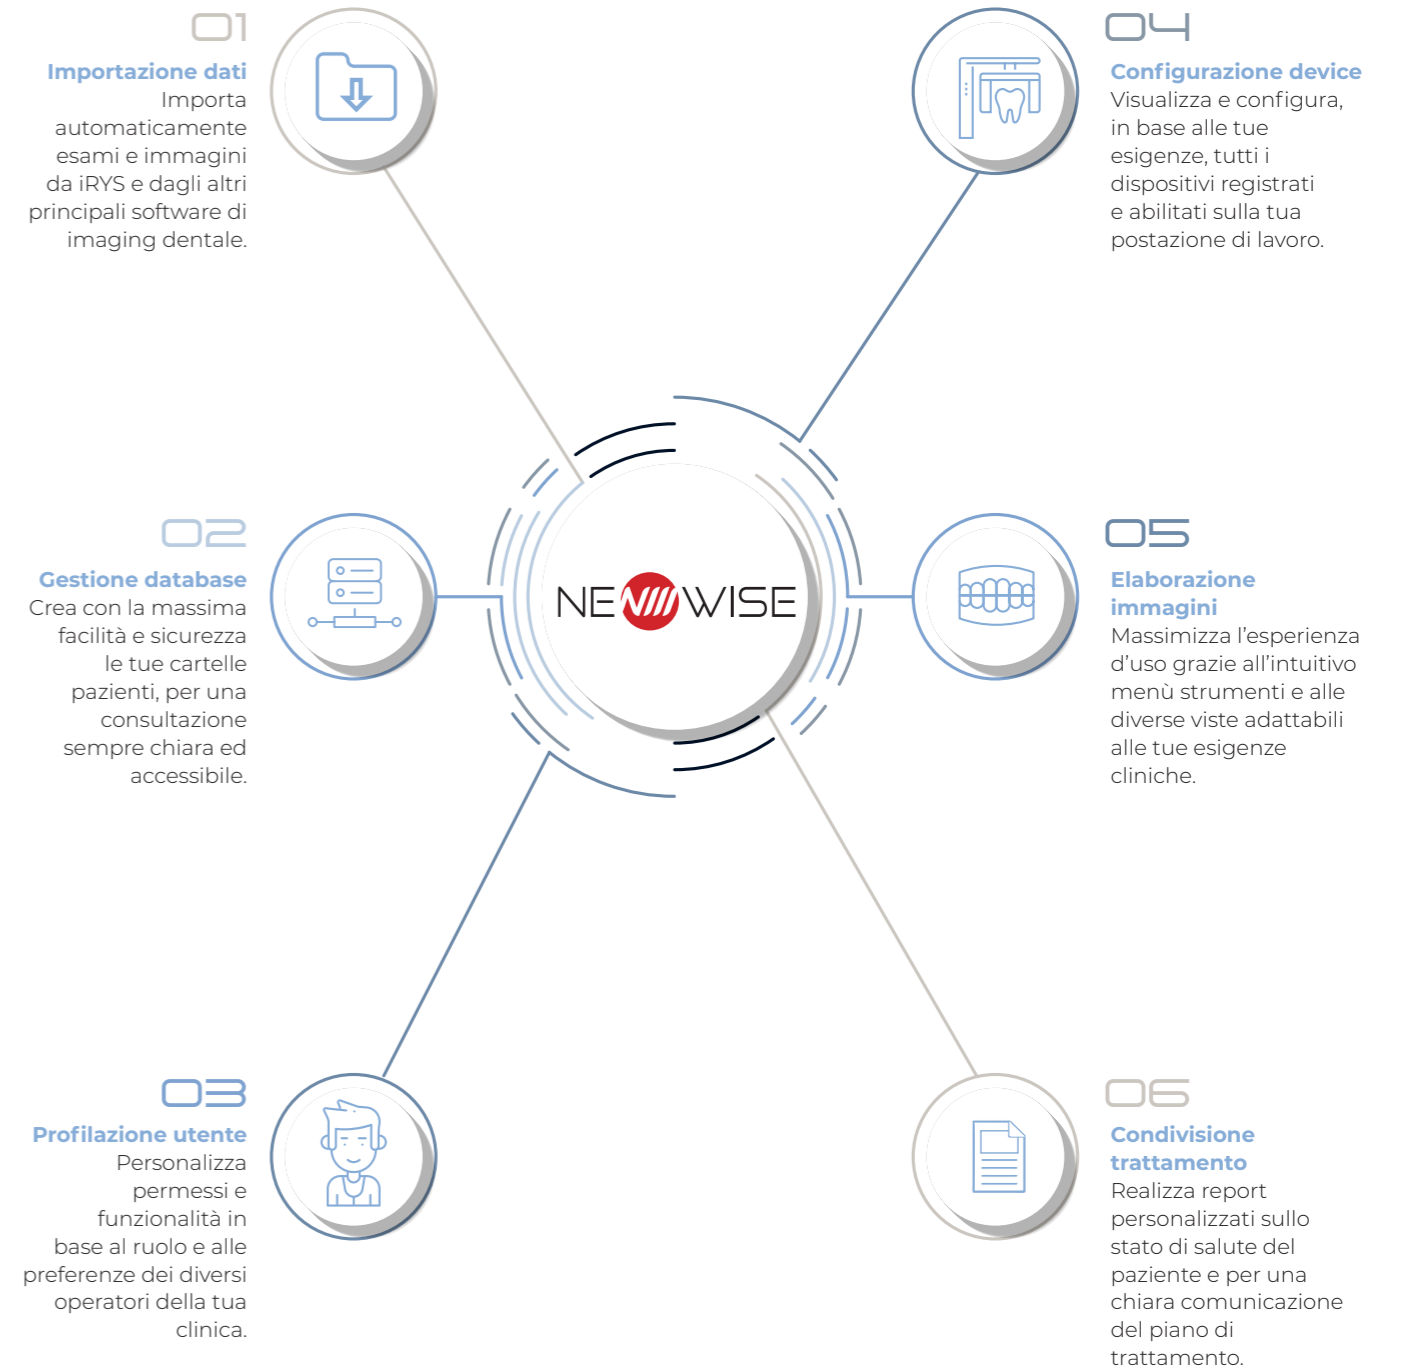 01
Importazione dati
Importa
automaticamente
esami e immagini
da iRYS e dagli altri
principali software di
imaging dentale.
02
Gestione database
Crea con la massima
facilità e sicurezza
le tue cartelle
pazienti, per una
consultazione
sempre chiara ed
accessibile.
03
Profilazione utente
Personalizza
permessi e
funzionalità in
base al ruolo e alle
preferenze dei diversi
operatori della tua
clinica.
NEWWISE
04
Configurazione device
Visualizza e configura,
in base alle tue
esigenze, tutti i
dispositivi registrati
e abilitati sulla tua
postazione di lavoro.
05
Elaborazione
immagini
Massimizza l’esperienza
d’uso grazie all’intuitivo
menù strumenti e alle
diverse viste adattabili
alle tue esigenze
cliniche.
06
Condivisione
trattamento
Realizza report
personalizzati sullo
stato di salute del
paziente e per una
chiara comunicazione
del piano di
trattamento.